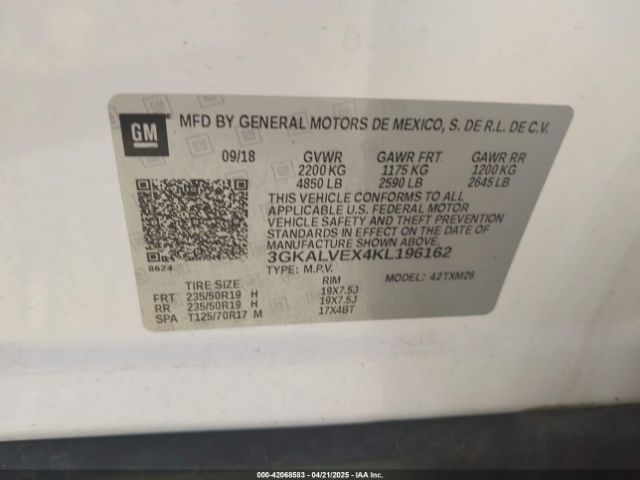 GM MFD BY GENERAL MOTORS DE MEXICO, S. DE R.L. DE C.V.
09/18 GVWR GAWR FRT GAWR RR
2200 KG 1175 KG 1200 KG
4850 LB 2590 LB 2645 LB
THIS VEHICLE CONFORMS TO ALL
APPLICABLE U.S. FEDERAL MOTOR
VEHICLE SAFETY AND THEFT PREVENTION
STANDARDS IN EFFECT ON THE DATE OF
MANUFACTURE SHOWN ABOVE.
3GKALVEX4KL196162
8624
TYPE: M.P.V. MODEL: 42TXM26
TIRE SIZE RIM
FRT 235/50R19 H 19X7.5J
RR 235/50R19 H 19X7.5J
SPA T125/70R17 M 17X4BT
000-42068583 - 04/21/2025 - IAA Inc.